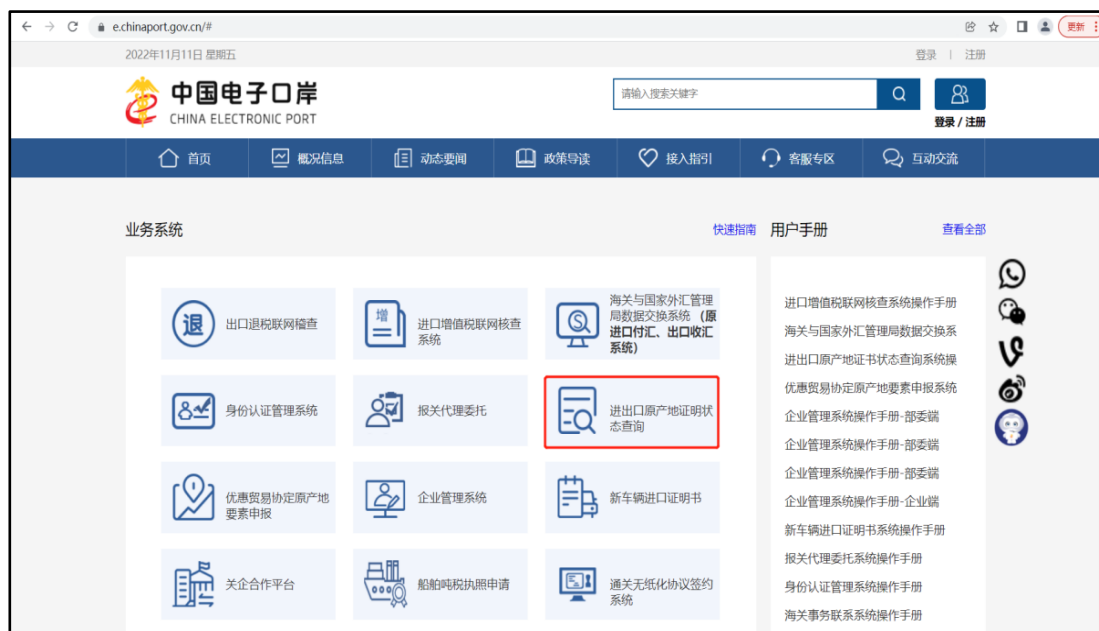 e.chinaport.gov.cn/#
更新
2022年11月11日 星期五
登录 | 注册
中国电子口岸
CHINA ELECTRONIC PORT
请输入搜索关键字
登录 / 注册
首页
概况信息
动态要闻
政策导读
接入指引
客服专区
互动交流
业务系统
快速指南
用户手册
查看全部
退
出口退税联网稽查
增
进口增值税联网核查
系统
海关与国家外汇管理
局数据交换系统 (原
进口付汇、出口收汇
系统)
身份认证管理系统
报关代理委托
进出口原产地证明状
态查询
优惠贸易协定原产地
要素申报
企业管理系统
新车辆进口证明书
关企合作平台
船舶吨税执照申请
通关无纸化协议签约
系统
进口增值税联网核查系统操作手册
海关与国家外汇管理局数据交换系
进出口原产地证书状态查询系统操
优惠贸易协定原产地要素申报系统
企业管理系统操作手册-部委端
企业管理系统操作手册-部委端
企业管理系统操作手册-部委端
企业管理系统操作手册-企业端
新车辆进口证明书系统操作手册
报关代理委托系统操作手册
身份认证管理系统操作手册
海关事务联系系统操作手册